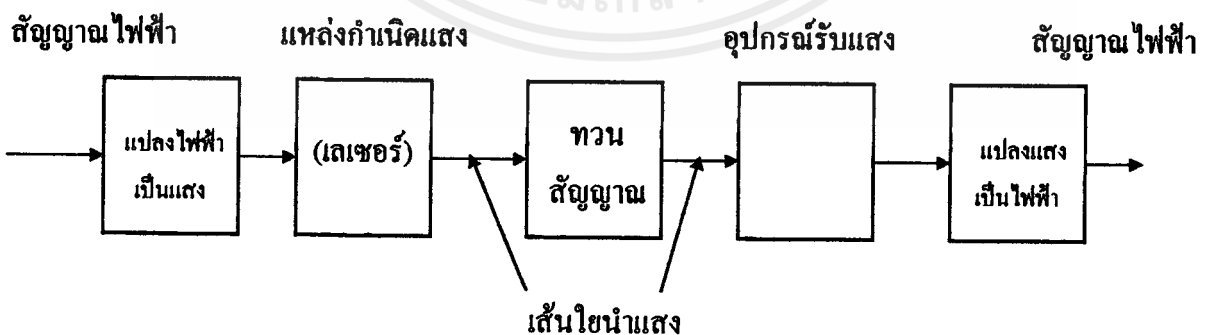 สัญญาณไฟฟ้า
แหล่งกำเนิดแสง
อุปกรณ์รับแสง
สัญญาณไฟฟ้า
แปลงไฟฟ้า
เป็นแสง
(เลเซอร์)
ทวน
สัญญาณ
แปลงแสง
เป็นไฟฟ้า
เส้นใยนำแสง